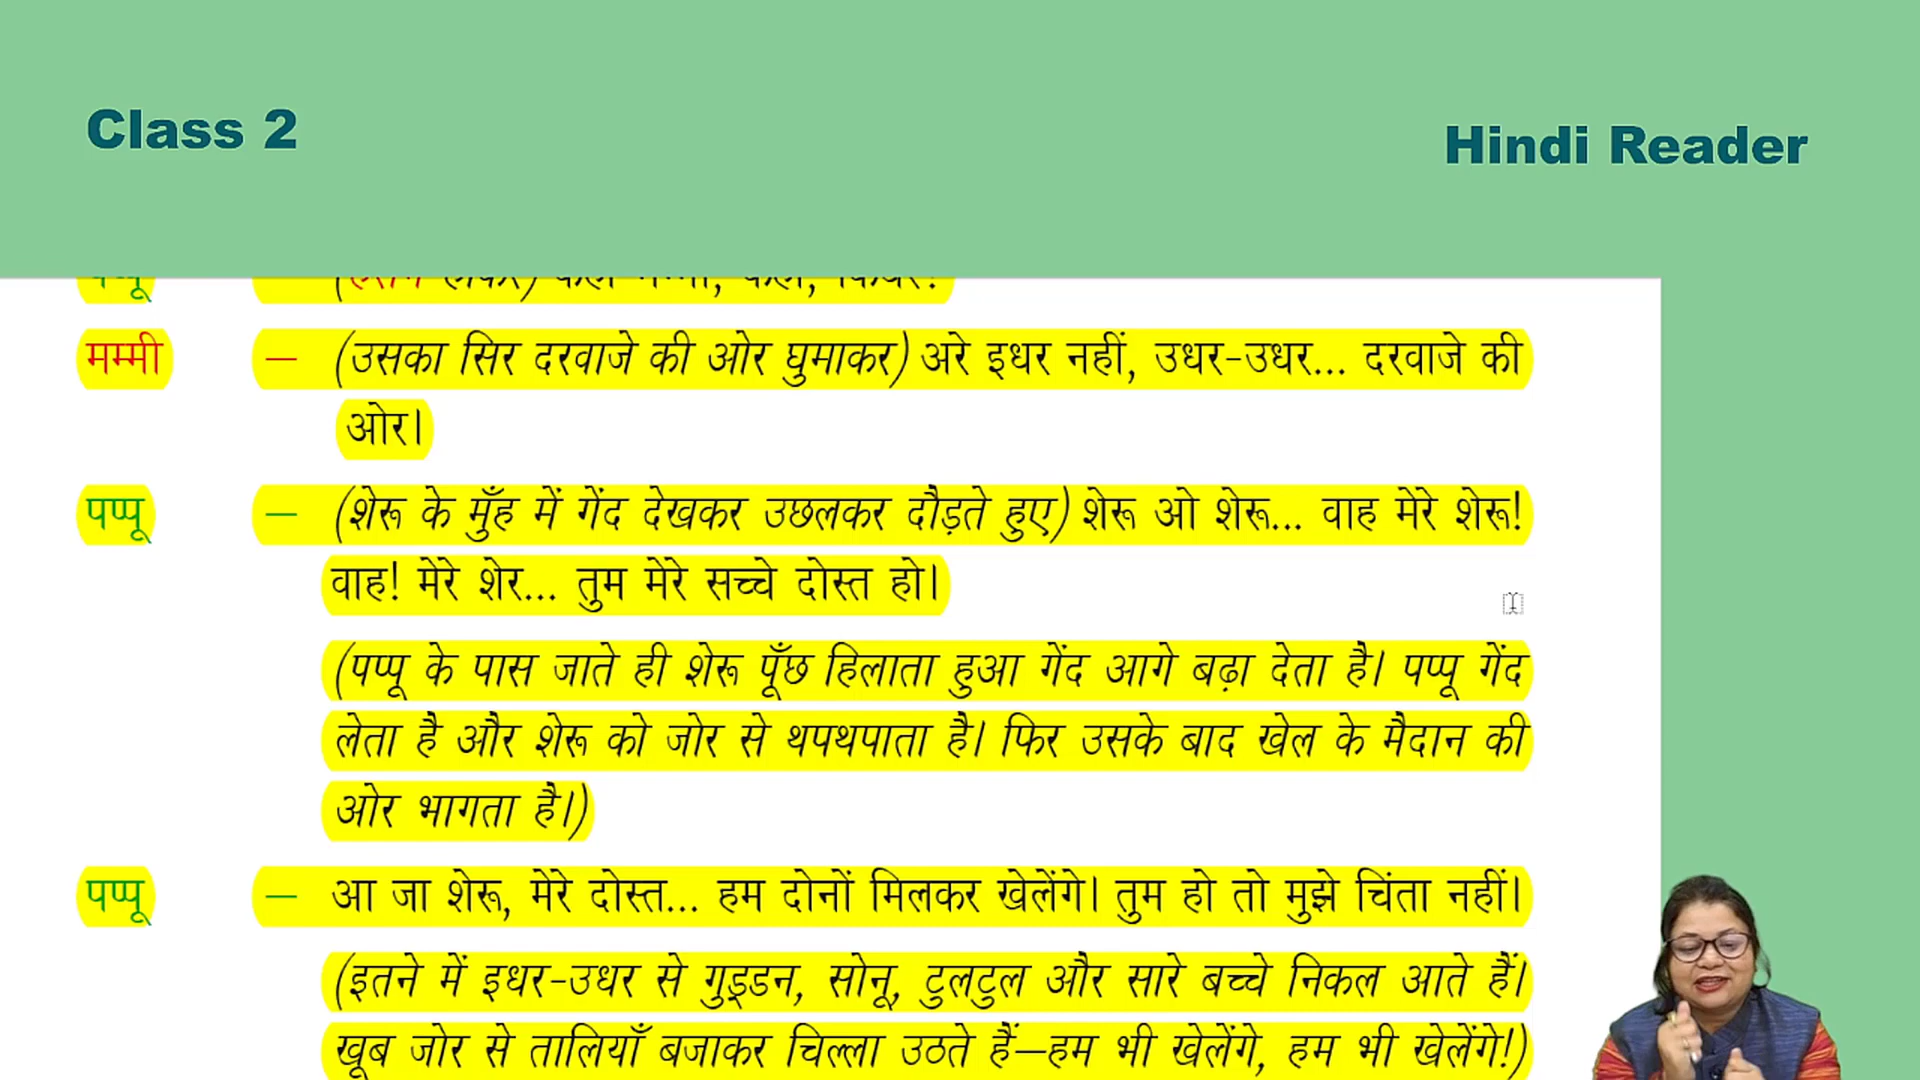 Class 2
Hindi Reader
मम्मी — (उसका सिर दरवाजे की ओर घुमाकर) अरे इधर नहीं, उधर-उधर... दरवाजे की
ओर।
पप्पू — (शेरू के मुँह में गेंद देखकर उछलकर दौड़ते हुए) शेरू ओ शेरू... वाह मेरे शेरू!
वाह! मेरे शेर... तुम मेरे सच्चे दोस्त हो।
(पप्पू के पास जाते ही शेरू पूँछ हिलाता हुआ गेंद आगे बढ़ा देता है। पप्पू गेंद
लेता है और शेरू को जोर से थपथपाता है। फिर उसके बाद खेल के मैदान की
ओर भागता है।)
पप्पू — आ जा शेरू, मेरे दोस्त... हम दोनों मिलकर खेलेंगे। तुम हो तो मुझे चिंता नहीं।
(इतने में इधर-उधर से गुड्डन, सोनू, टुलटुल और सारे बच्चे निकल आते हैं।
खूब जोर से तालियाँ बजाकर चिल्ला उठते हैं—हम भी खेलेंगे, हम भी खेलेंगे!)